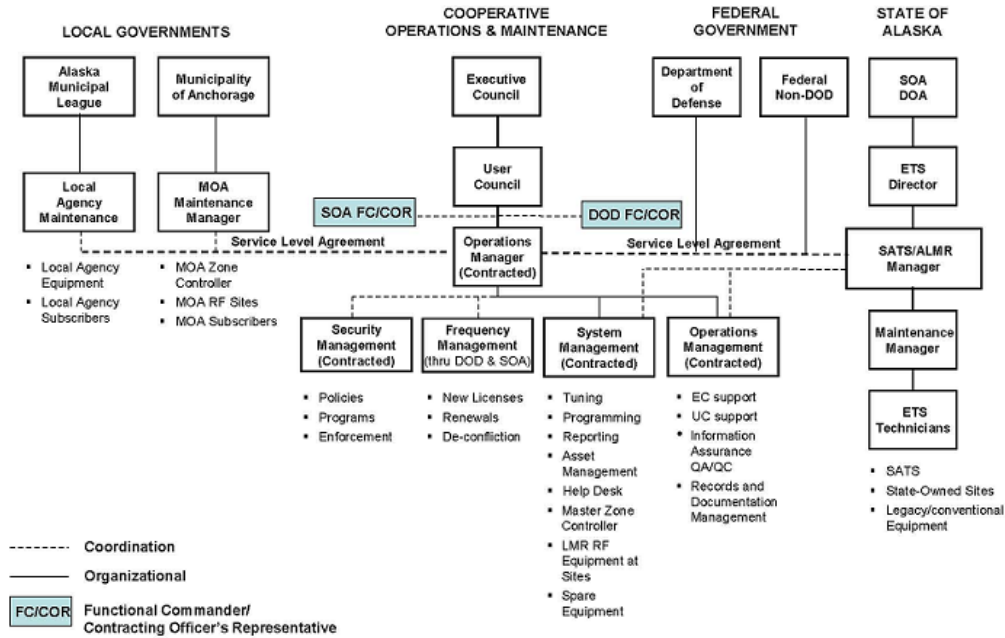 LOCAL GOVERNMENTS
COOPERATIVE
OPERATIONS & MAINTENANCE
FEDERAL
GOVERNMENT
STATE OF
ALASKA
Alaska
Municipal
League
Municipality
of Anchorage
Executive
Council
Department
of
Defense
Federal
Non-DOD
SOA
DOA
Local
Agency
Maintenance
MOA
Maintenance
Manager
User
Council
ETS
Director
SOA FC/COR
DOD FC/COR
Service Level Agreement
Operations
Manager
(Contracted)
Service Level Agreement
SATS/ALMR
Manager
▪ Local Agency
Equipment
▪ Local Agency
Subscribers
▪ MOA Zone
Controller
▪ MOA RF Sites
▪ MOA Subscribers
Security
Management
(Contracted)
Frequency
Management
(thru DOD & SOA)
System
Management
(Contracted)
Operations
Management
(Contracted)
Maintenance
Manager
▪ Policies
▪ Programs
▪ Enforcement
▪ New Licenses
▪ Renewals
▪ De-confliction
▪ Tuning
▪ Programming
▪ Reporting
▪ Asset
Management
▪ Help Desk
▪ Master Zone
Controller
▪ LMR RF
Equipment at
Sites
▪ Spare
Equipment
▪ EC support
▪ UC support
▪ Information
Assurance
QA/QC
▪ Records and
Documentation
Management
ETS
Technicians
▪ SATS
▪ State-Owned Sites
▪ Legacy/conventional
Equipment
Coordination
Organizational
FC/COR
Functional Commander/
Contracting Officer's Representative